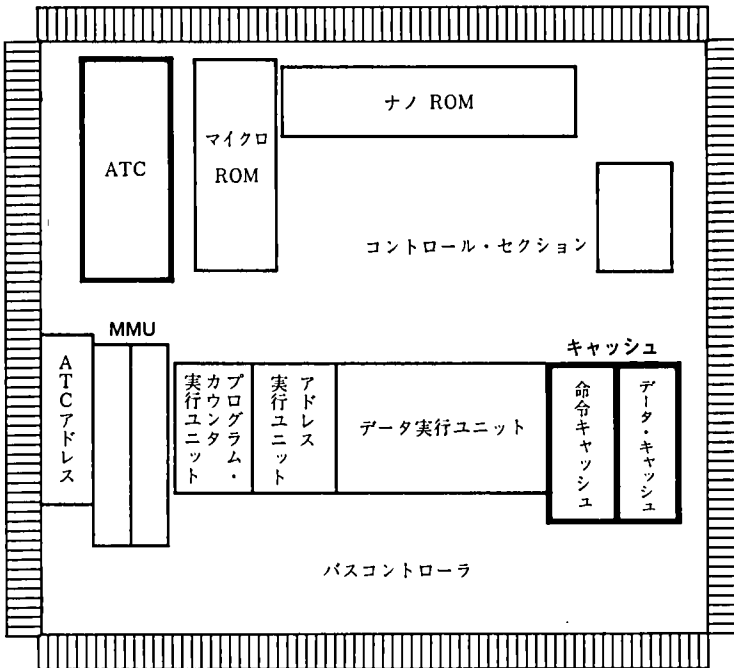 ナノ ROM
マイクロ
ROM
ATC
コントロール・セクション
MMU
キャッシュ
ATCアドレス
プログラム・
カウンタ
実行ユニット
アドレス
実行ユニット
データ実行ユニット
命令キャッシュ
データ・キャッシュ
バスコントローラ